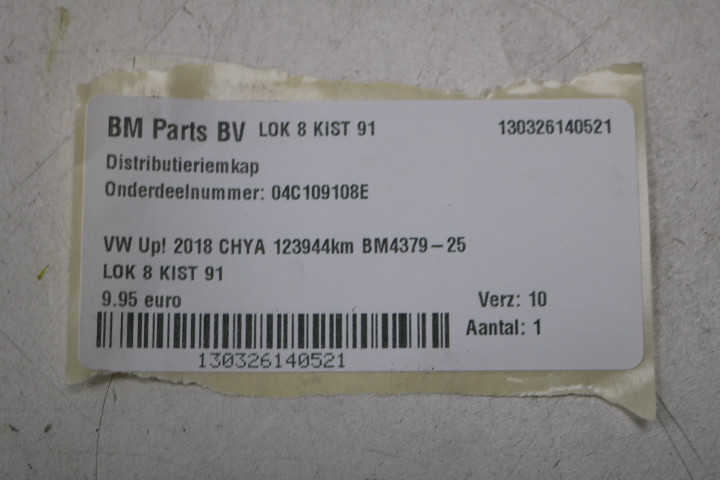 BM Parts BV LOK 8 KIST 91 130326140521
Distributieriemkap
Onderdeelnummer: 04C109108E
VW Up! 2018 CHYA 123944km BM4379-25
LOK 8 KIST 91
9.95 euro Verz: 10
Aantal: 1
130326140521